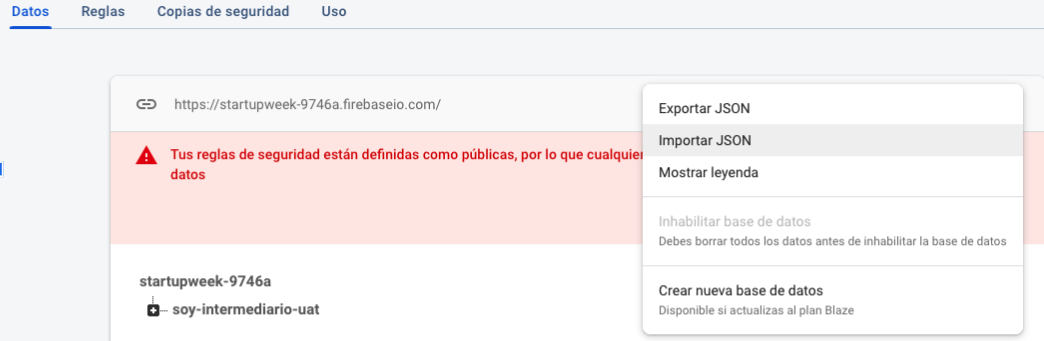 Datos Reglas Copias de seguridad Uso
https://startupweek-9746a.firebaseio.com/
Tus reglas de seguridad están definidas como públicas, por lo que
datos
Exportar JSON
Importar JSON
Mostrar leyenda
Inhabilitar base de datos
Debes borrar todos los datos antes de inhabilitar la base de datos
Crear nueva base de datos
Disponible si actualizas al plan Blaze
startupweek-9746a
soy-intermediario-uat